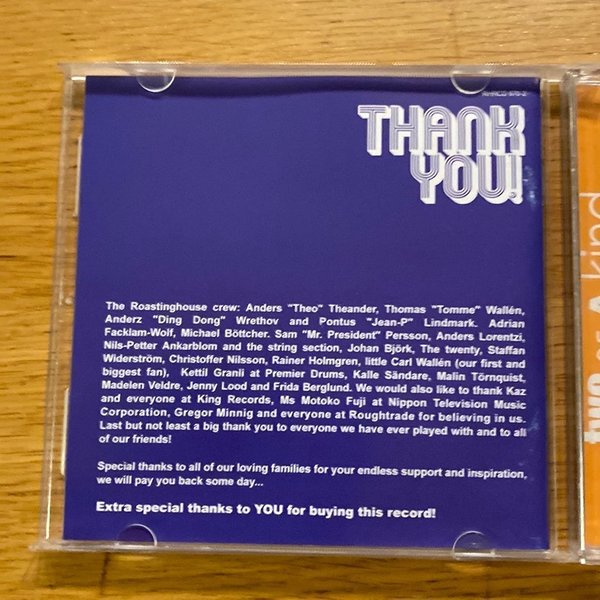 THANK
YOU!
The Roastinghouse crew: Anders "Theo" Theander, Thomas "Tomme" Wallén,
Anderz "Ding Dong" Wrethov and Pontus "Jean-P" Lindmark. Adrian
Facklam-Wolf, Michael Böttcher. Sam "Mr. President" Persson, Anders Lorentzi,
Nils-Petter Ankarblom and the string section, Johan Björk, The twenty, Staffan
Widerström, Christoffer Nilsson, Rainer Holmgren, little Carl Wallén (our first and
biggest fan), Kettil Granli at Premier Drums, Kalle Sändare, Malin Törnquist,
Madelen Veldre, Jenny Lood and Frida Berglund. We would also like to thank Kaz
and everyone at King Records, Ms Motoko Fuji at Nippon Television Music
Corporation, Gregor Minnig and everyone at Roughtrade for believing in us.
Last but not least a big thank you to everyone we have ever played with and to all
of our friends!
Special thanks to all of our loving families for your endless support and inspiration,
we will pay you back some day...
Extra special thanks to YOU for buying this record!
two of A kind